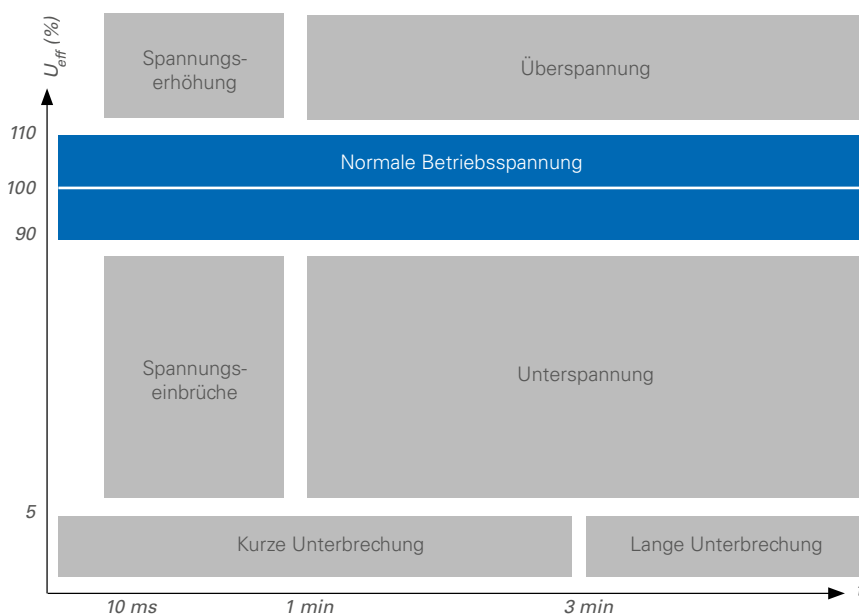 U_eff (%)
Spannungs-
erhöhung
Überspannung
110
Normale Betriebsspannung
100
90
Spannungs-
einbrüche
Unterspannung
5
Kurze Unterbrechung
Lange Unterbrechung
10 ms
1 min
3 min